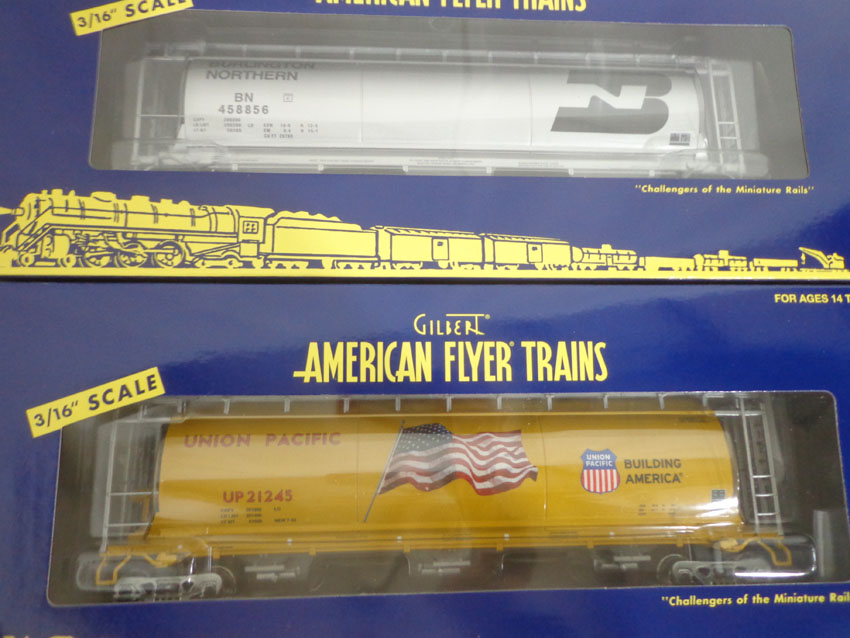 3/16" SCALE
AMERICAN FLYER TRAINS
BURLINGTON
NORTHERN
BN
458856
"Challengers of the Miniature Rails"
FOR AGES 14
GILBERT®
AMERICAN FLYER® TRAINS
3/16" SCALE
UNION PACIFIC
UP 21245
UNION
PACIFIC
BUILDING
AMERICA®
"Challengers of the Miniature Rail